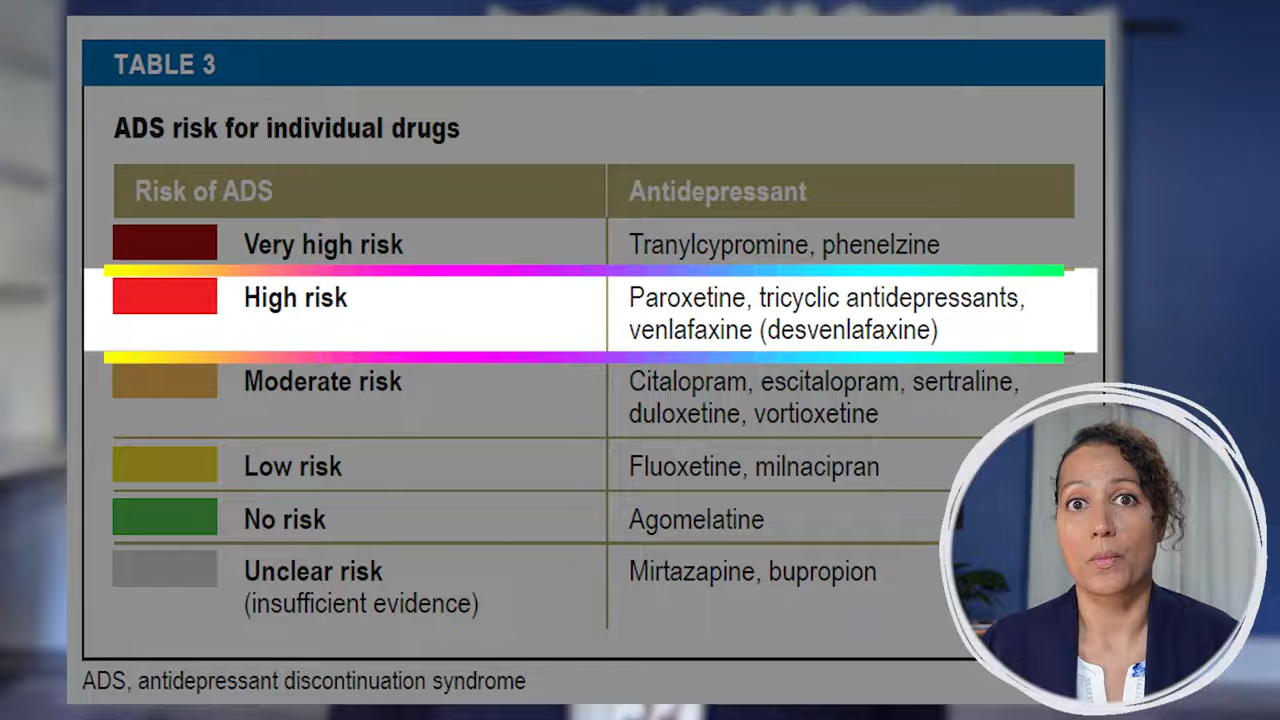 TABLE 3
ADS risk for individual drugs
Risk of ADS
Antidepressant
Very high risk
Tranylcypromine, phenelzine
High risk
Paroxetine, tricyclic antidepressants,
venlafaxine (desvenlafaxine)
Moderate risk
Citalopram, escitalopram, sertraline,
duloxetine, vortioxetine
Low risk
Fluoxetine, milnacipran
No risk
Agomelatine
Unclear risk
(insufficient evidence)
Mirtazapine, bupropion
ADS, antidepressant discontinuation syndrome